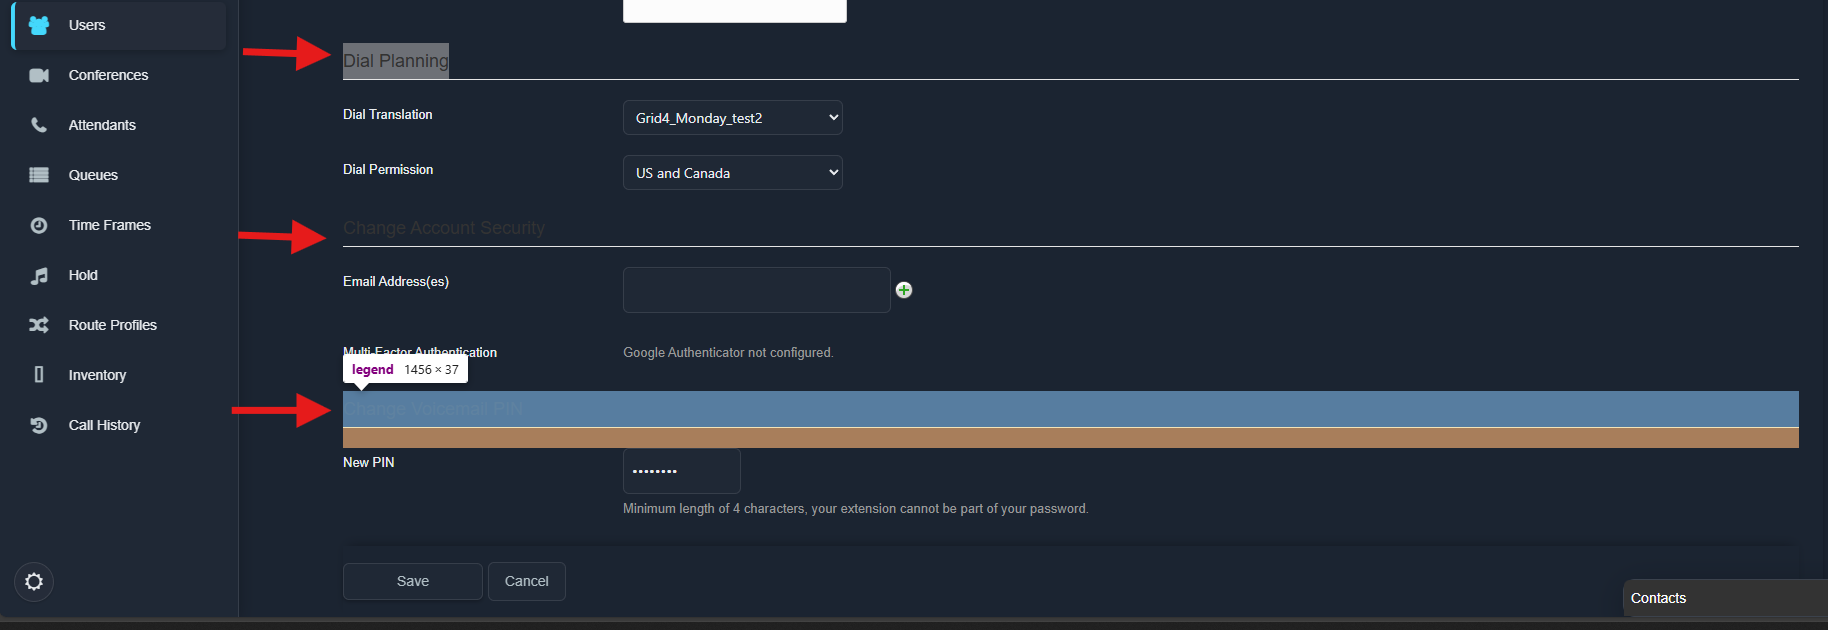 Users
Conferences
Attendants
Queues
Time Frames
Hold
Route Profiles
Inventory
Call History
Dial Planning
Dial Translation
Grid4_Monday_test2
Dial Permission
US and Canada
Change Account Security
Email Address(es)
Multi-Factor Authentication
Google Authenticator not configured.
legend 1456 × 37
Change Voicemail PIN
New PIN
••••••••
Minimum length of 4 characters, your extension cannot be part of your password.
Save
Cancel
Contacts